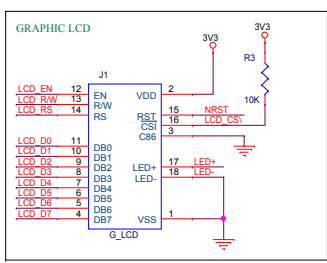 GRAPHIC LCD
3V3
3V3
R3
10K
J1
LCD_EN 12 EN VDD 2
LCD_R/W 13 R/W
LCD_RS 14 RS RST 15 NRST
CSI 16 LCD_CS\
C86 3
LCD_D0 11 DB0
LCD_D1 10 DB1
LCD_D2 9 DB2 LED+ 17 LED+
LCD_D3 8 DB3 LED- 18 LED-
LCD_D4 7 DB4
LCD_D5 6 DB5
LCD_D6 5 DB6
LCD_D7 4 DB7 VSS 1
G_LCD